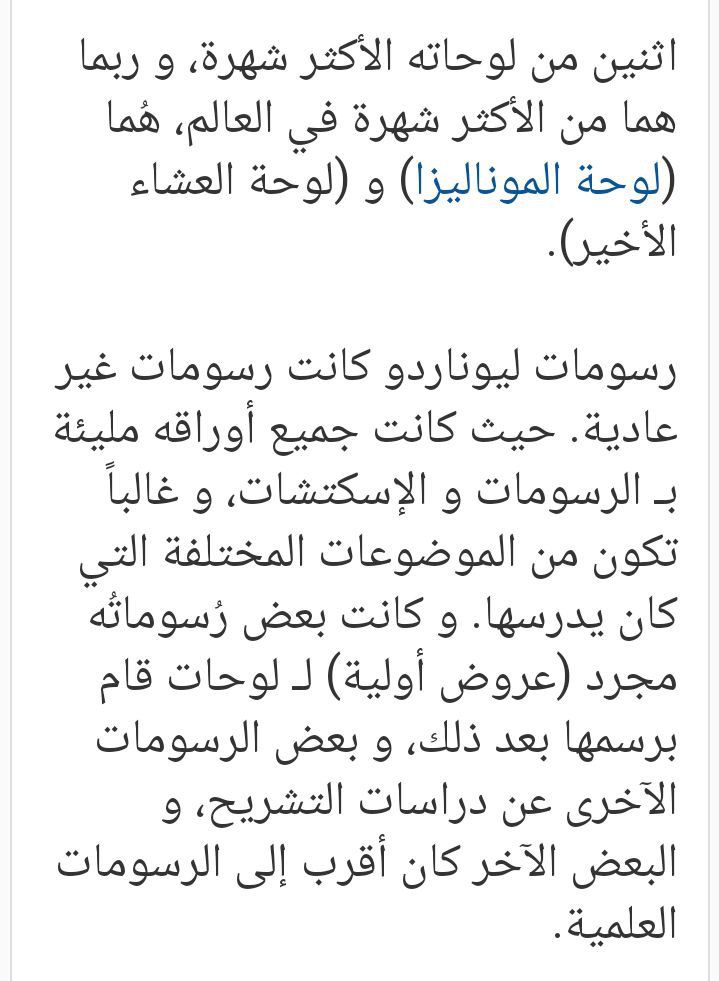 اثنين من لوحاته الأكثر شهرة، و ربما
هما من الأكثر شهرة في العالم، هُما
(لوحة الموناليزا) و (لوحة العشاء
الأخير).
رسومات ليوناردو كانت رسومات غير
عادية. حيث كانت جميع أوراقه مليئة
بـ الرسومات و الإسكتشات، و غالباً
تكون من الموضوعات المختلفة التي
كان يدرسها. و كانت بعض رُسوماتُه
مجرد (عروض أولية) لـ لوحات قام
برسمها بعد ذلك، و بعض الرسومات
الآخرى عن دراسات التشريح، و
البعض الآخر كان أقرب إلى الرسومات
العلمية.